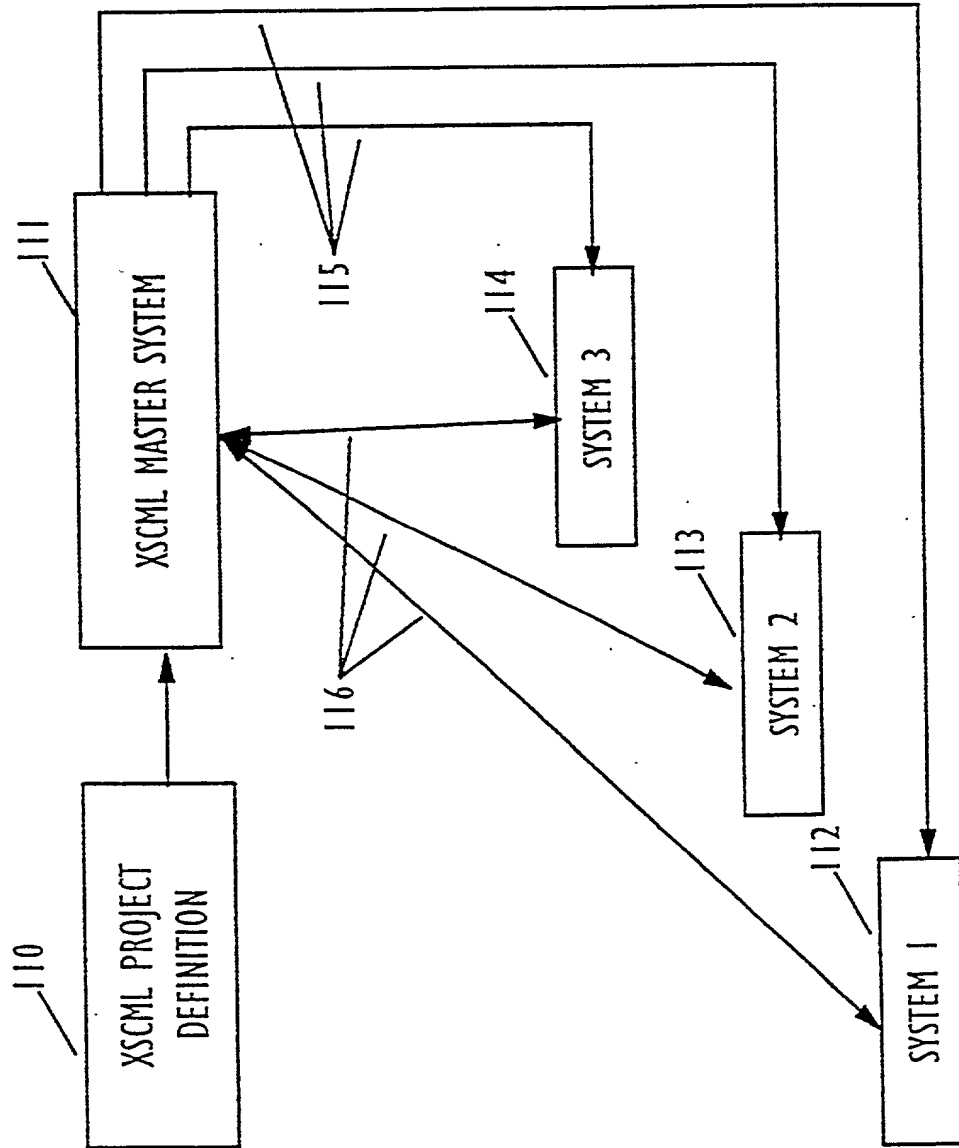 110
XSCML PROJECT
DEFINITION
111
XSCML MASTER SYSTEM
115
116
114
SYSTEM 3
113
SYSTEM 2
112
SYSTEM 1